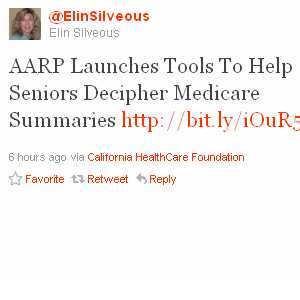 @ElinSilveous
Elin Silveous
AARP Launches Tools To Help
Seniors Decipher Medicare
Summaries http://bit.ly/iOuR5
6 hours ago via California HealthCare Foundation
Favorite Retweet Reply